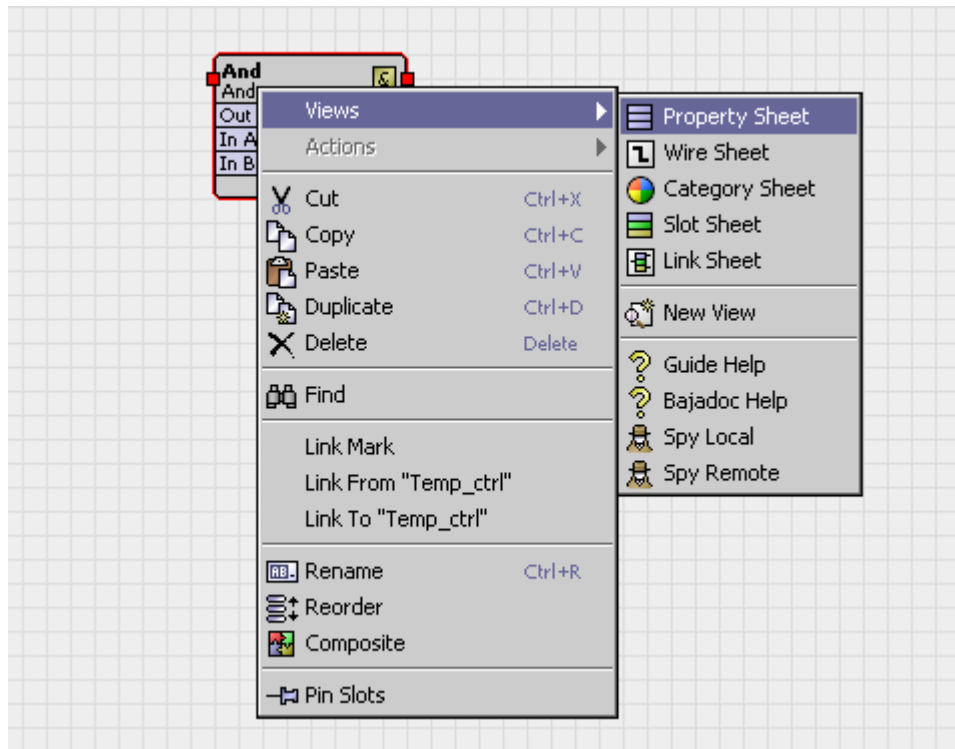 And
&
And
Out
In A
In B
Views
Actions
Cut Ctrl+X
Copy Ctrl+C
Paste Ctrl+V
Duplicate Ctrl+D
Delete Delete
Find
Link Mark
Link From "Temp_ctrl"
Link To "Temp_ctrl"
Rename Ctrl+R
Reorder
Composite
Pin Slots
Property Sheet
Wire Sheet
Category Sheet
Slot Sheet
Link Sheet
New View
Guide Help
Bajadoc Help
Spy Local
Spy Remote